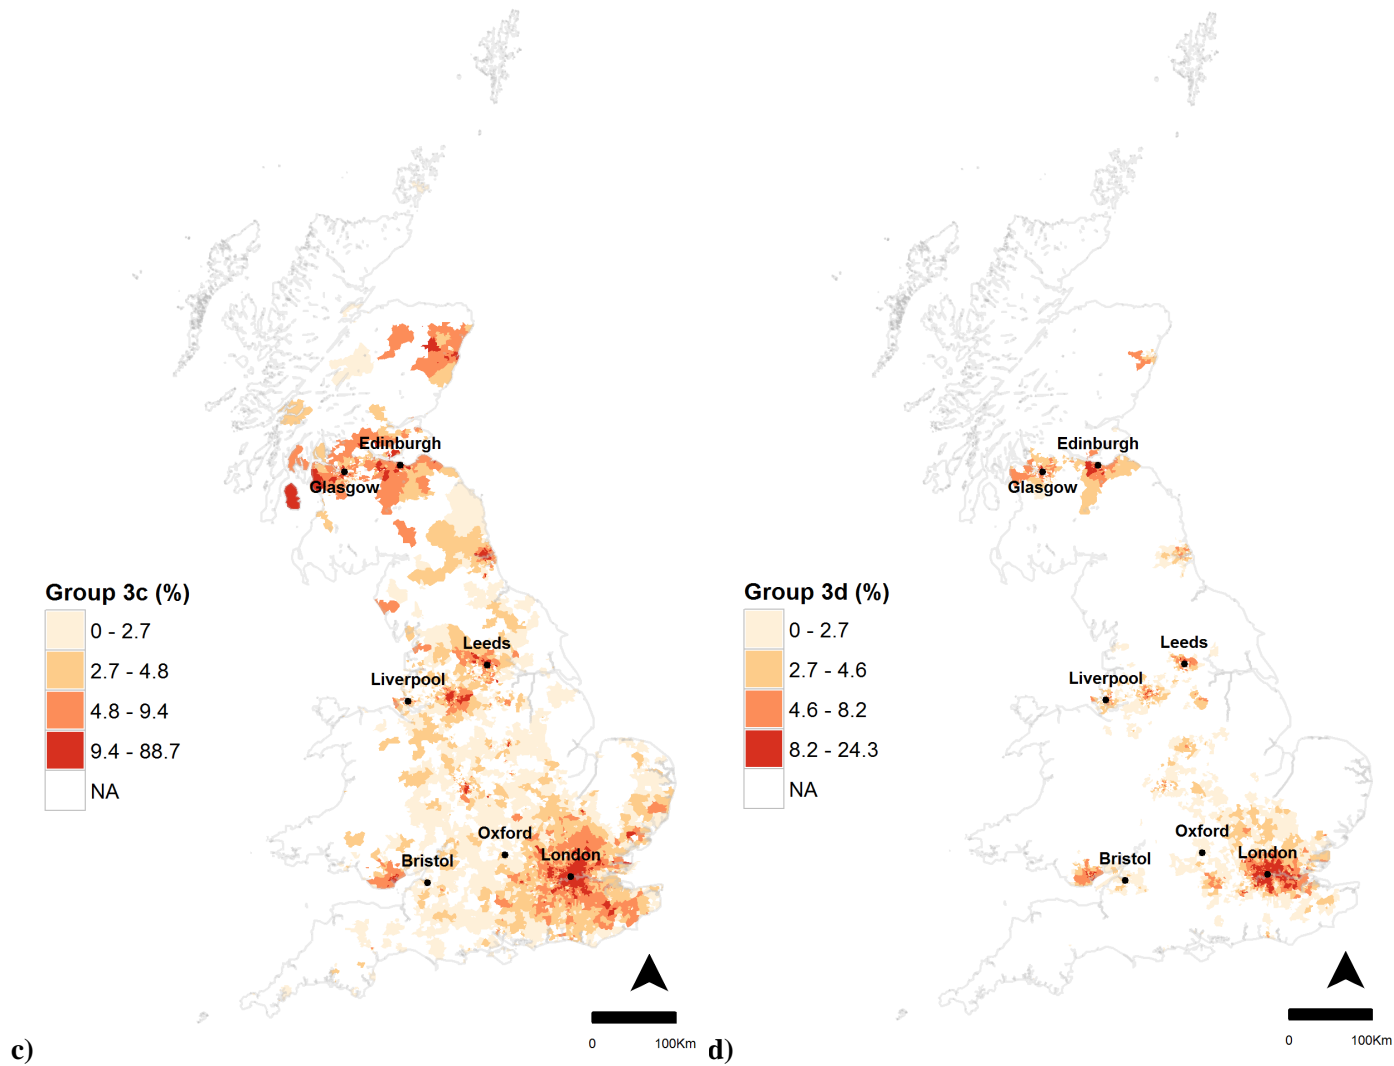 Edinburgh
Glasgow
Group 3c (%)
0 - 2.7
2.7 - 4.8
4.8 - 9.4
9.4 - 88.7
NA
Leeds
Liverpool
Oxford
Bristol
London
0 100Km
c)
Edinburgh
Glasgow
Group 3d (%)
0 - 2.7
2.7 - 4.6
4.6 - 8.2
8.2 - 24.3
NA
Leeds
Liverpool
Oxford
Bristol
London
0 100Km
d)